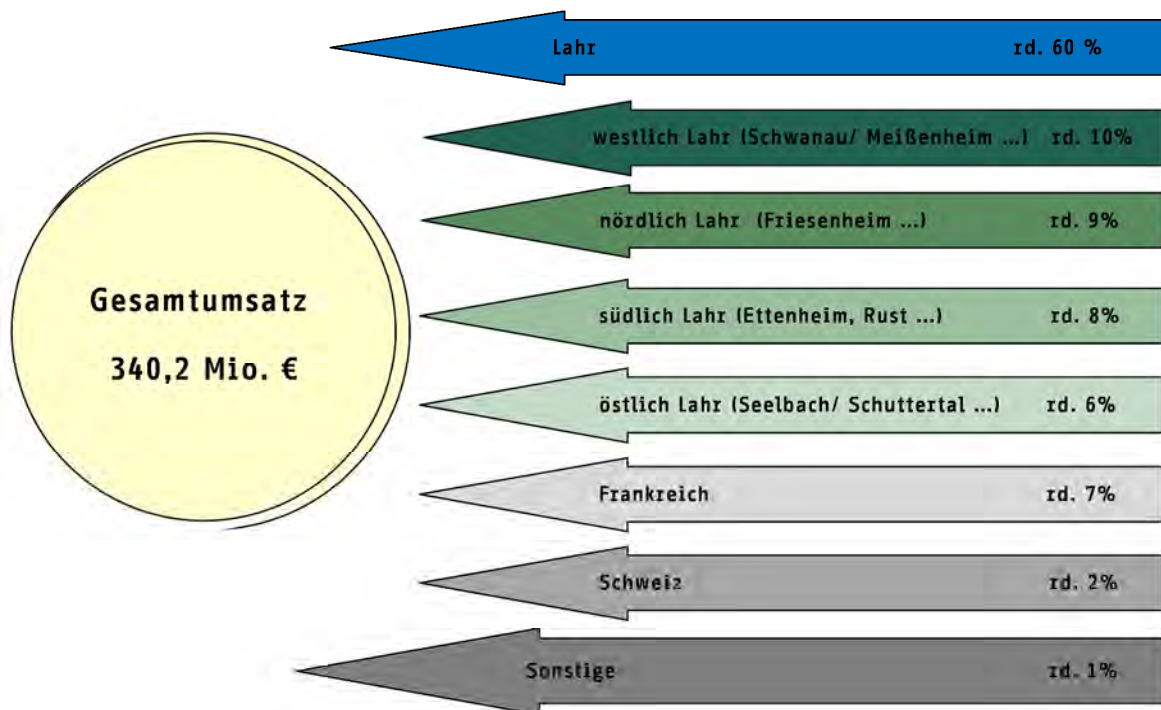 Lahr rd. 60 %
westlich Lahr (Schwanau/ Meißenheim ...) rd. 10%
nördlich Lahr (Friesenheim ...) rd. 9%
Gesamtumsatz
340,2 Mio. €
südlich Lahr (Ettenheim, Rust ...) rd. 8%
östlich Lahr (Seelbach/ Schuttertal ...) rd. 6%
Frankreich rd. 7%
Schweiz rd. 2%
Sonstige rd. 1%